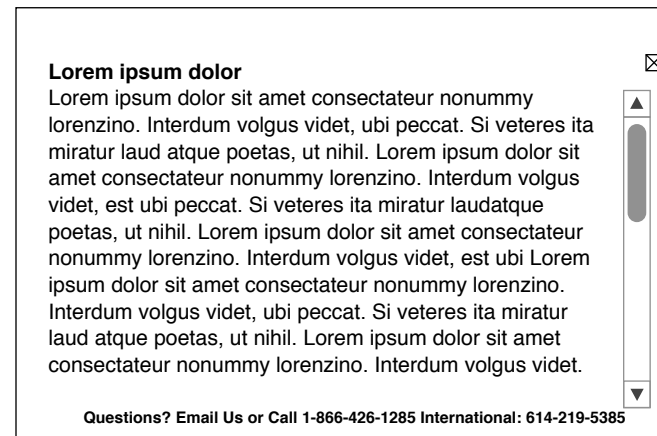 Lorem ipsum dolor
Lorem ipsum dolor sit amet consectateur nonummy
lorenzino. Interdum volgus videt, ubi peccat. Si veteres ita
miratur laud atque poetas, ut nihil. Lorem ipsum dolor sit
amet consectateur nonummy lorenzino. Interdum volgus
videt, est ubi peccat. Si veteres ita miratur laudatque
poetas, ut nihil. Lorem ipsum dolor sit amet consectateur
nonummy lorenzino. Interdum volgus videt, est ubi Lorem
ipsum dolor sit amet consectateur nonummy lorenzino.
Interdum volgus videt, ubi peccat. Si veteres ita miratur
laud atque poetas, ut nihil. Lorem ipsum dolor sit amet
consectateur nonummy lorenzino. Interdum volgus videt.
Questions? Email Us or Call 1-866-426-1285 International: 614-219-5385